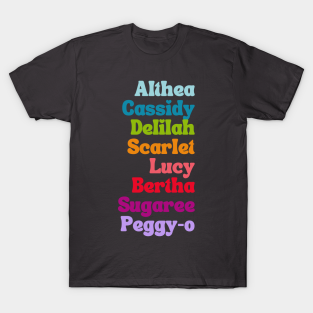 Althea
Cassidy
Delilah
Scarlet
Lucy
Bertha
Sugaree
Peggy-o